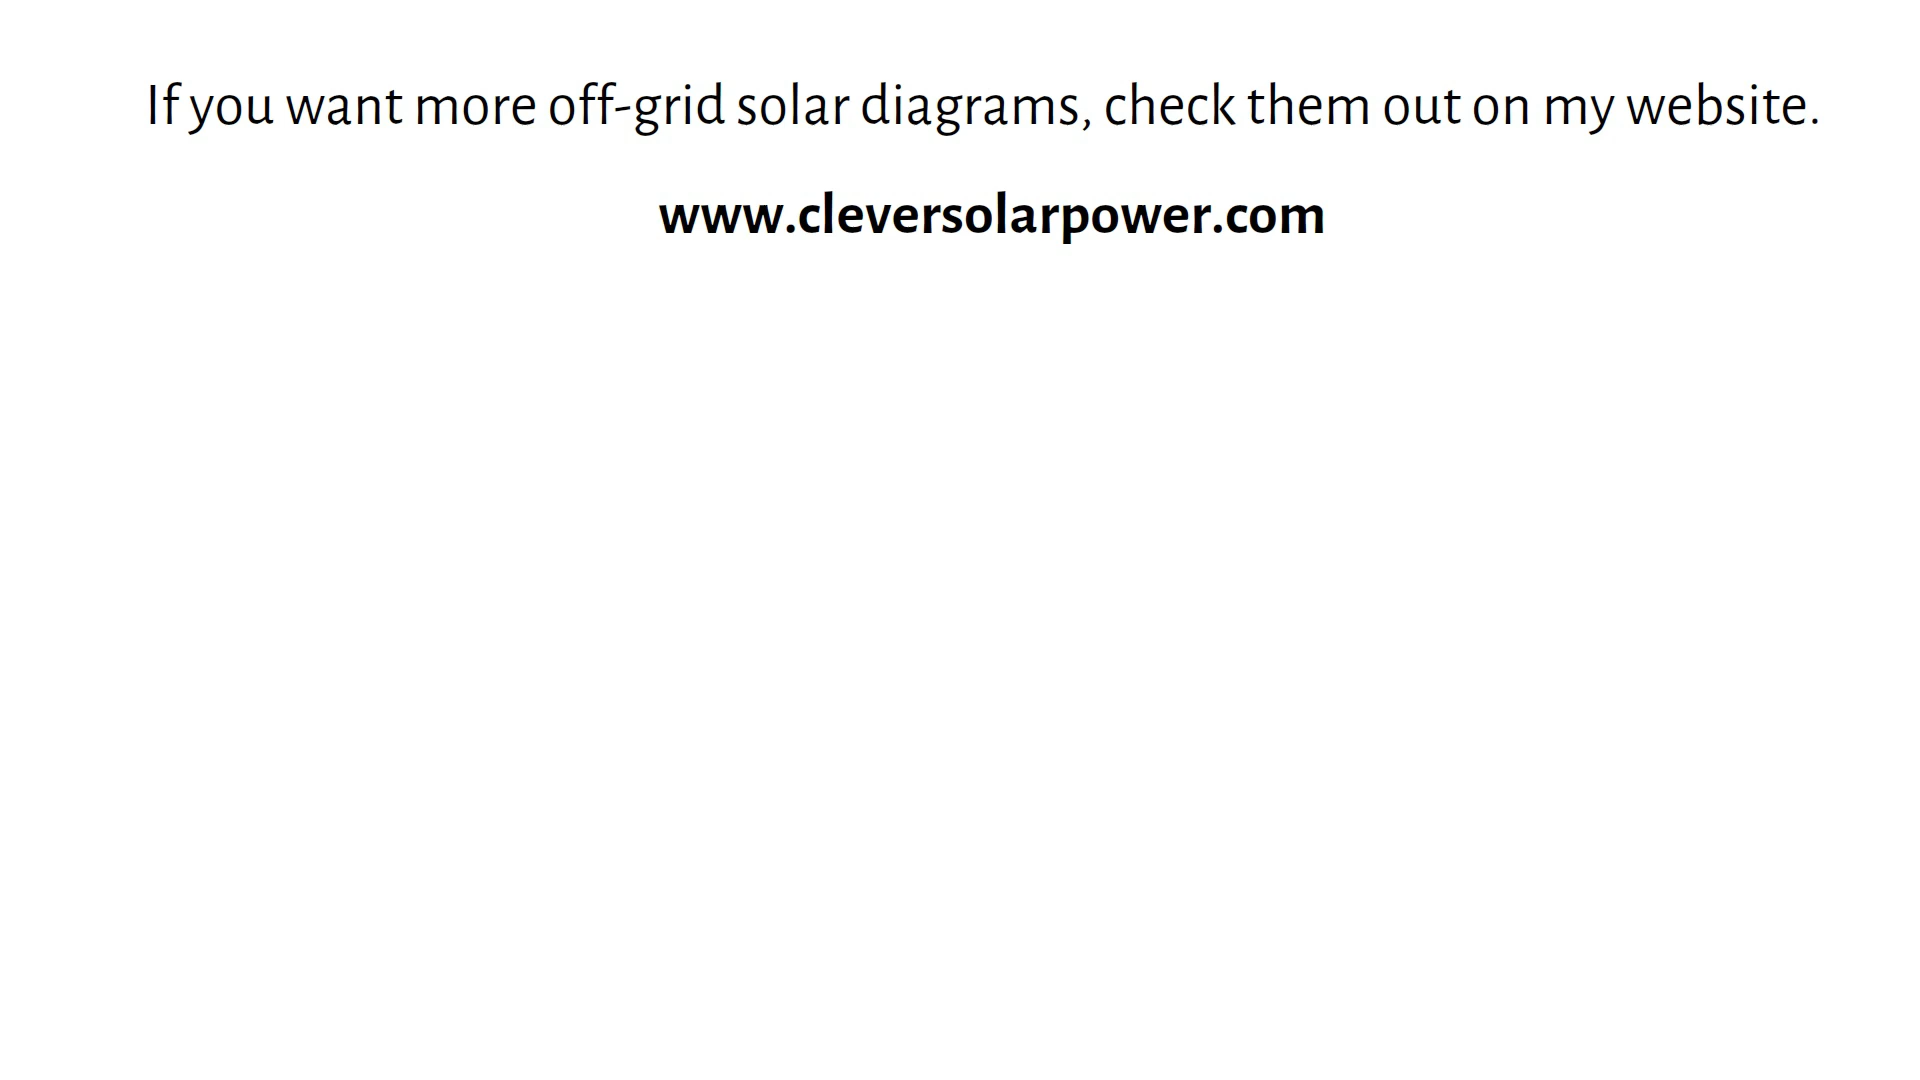 If you want more off-grid solar diagrams, check them out on my website.
www.cleversolarpower.com